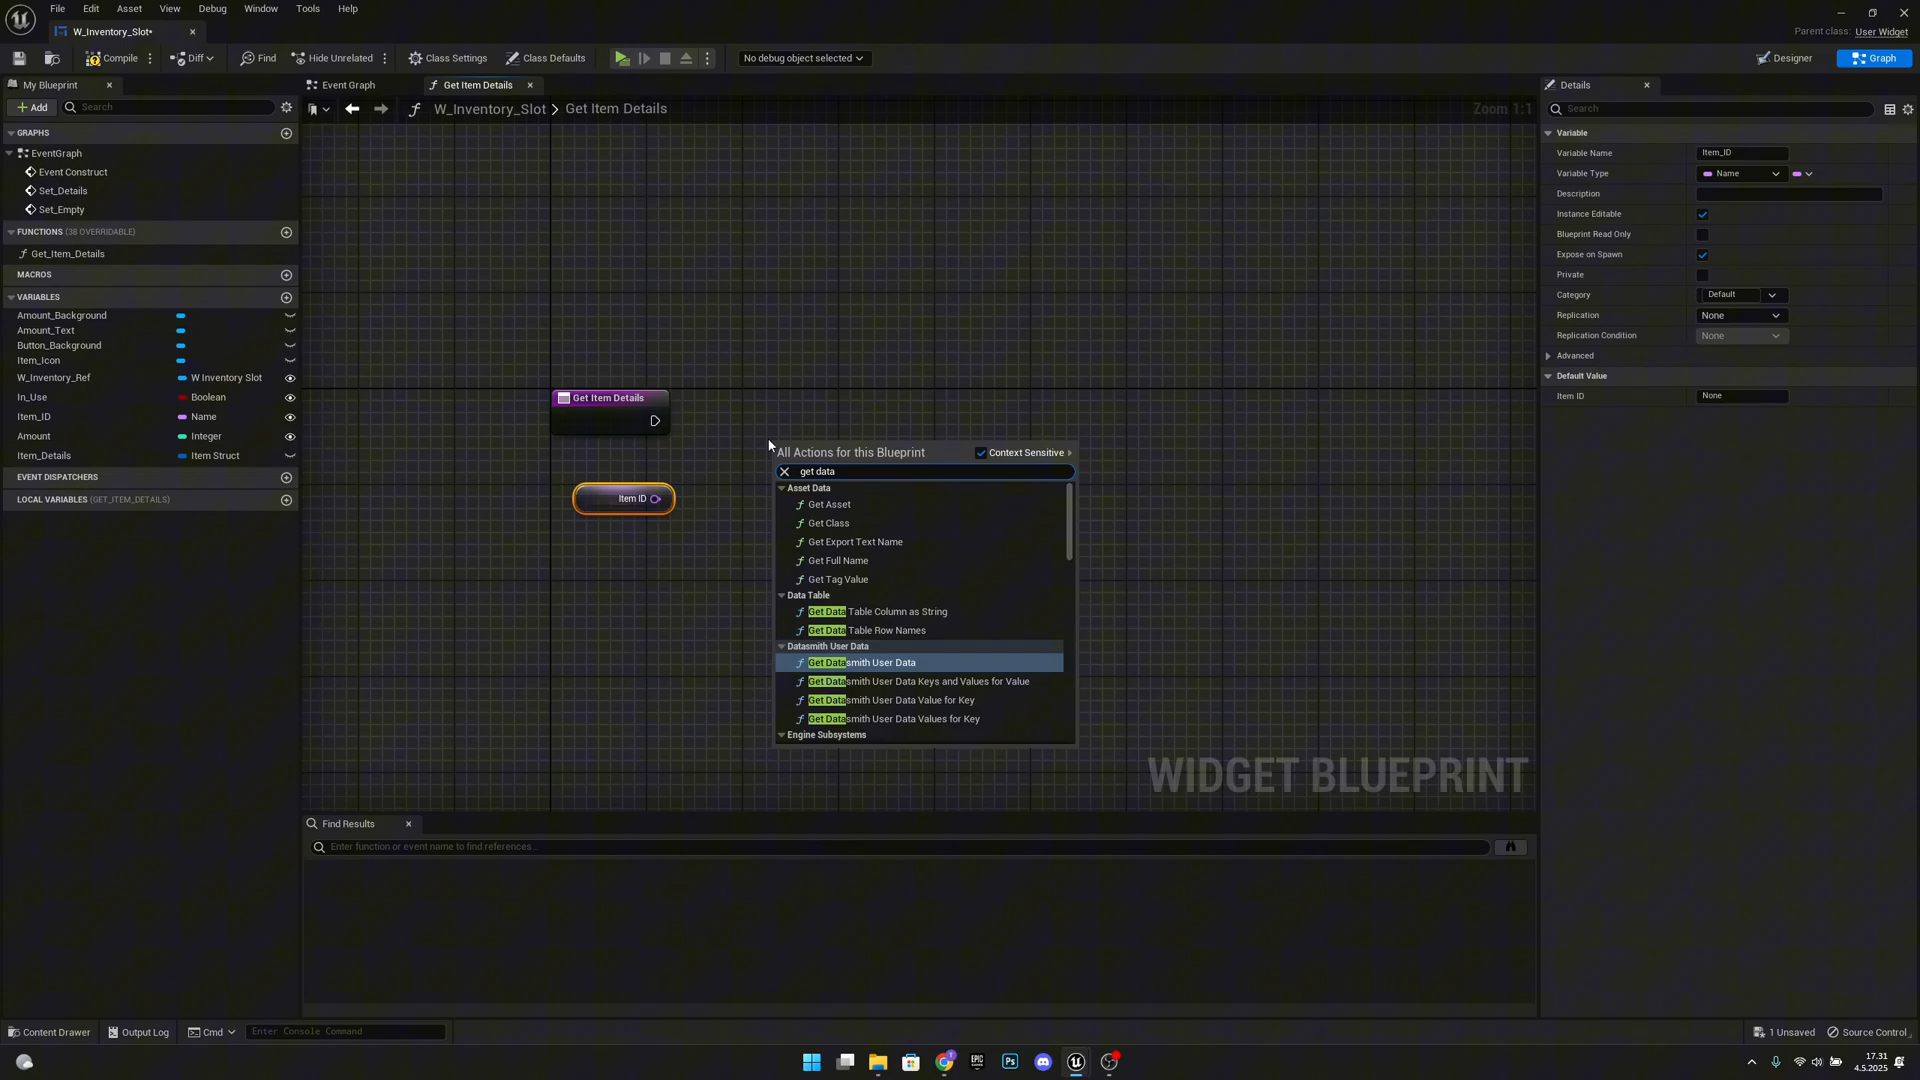 File Edit Asset View Debug Window Tools Help
W_Inventory_Slot•
Parent class: User Widget
Compile Diff Find Hide Unrelated Class Settings Class Defaults No debug object selected Designer Graph
My Blueprint Event Graph Get Item Details Details
Add Search
W_Inventory_Slot > Get Item Details
Zoom 1:1
Search
GRAPHS
EventGraph
Event Construct
Set_Details
Set_Empty
FUNCTIONS (38 OVERRIDABLE)
Get_Item_Details
MACROS
VARIABLES
Amount_Background
Amount_Text
Button_Background
Item_Icon
W_Inventory_Ref W Inventory Slot
In_Use Boolean
Item_ID Name
Amount Integer
Item_Details Item Struct
EVENT DISPATCHERS
LOCAL VARIABLES (GET_ITEM_DETAILS)
Get Item Details
Item ID
All Actions for this Blueprint Context Sensitive
get data
Asset Data
Get Asset
Get Class
Get Export Text Name
Get Full Name
Get Tag Value
Data Table
Get Data Table Column as String
Get Data Table Row Names
Datasmith User Data
Get Datasmith User Data
Get Datasmith User Data Keys and Values for Value
Get Datasmith User Data Value for Key
Get Datasmith User Data Values for Key
Engine Subsystems
WIDGET BLUEPRINT
Variable
Variable Name Item_ID
Variable Type Name
Description
Instance Editable
Blueprint Read Only
Expose on Spawn
Private
Category Default
Replication None
Replication Condition None
Advanced
Default Value
Item ID None
Find Results
Enter function or event name to find references...
Content Drawer Output Log Cmd Enter Console Command 1 Unsaved Source Control
EPIC GAMES Ps
17.31
4.5.2025